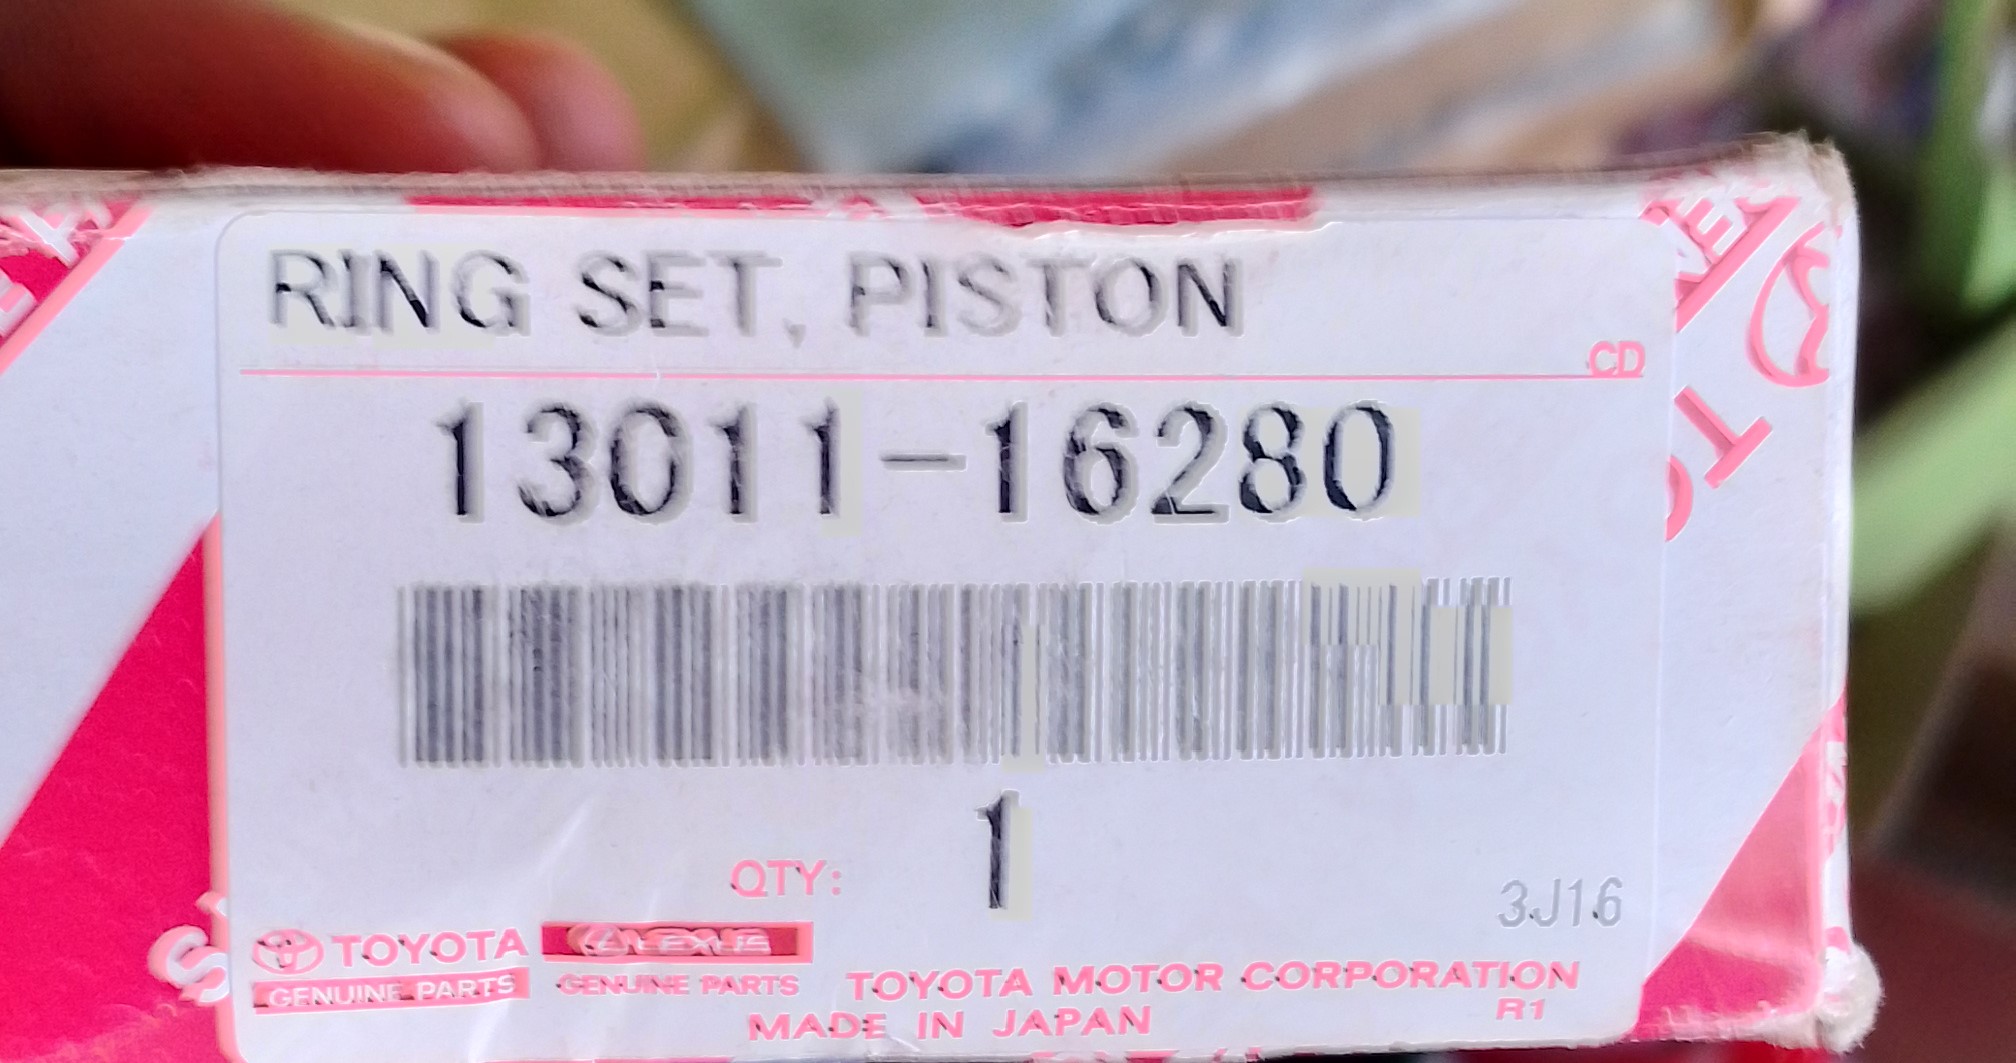 RING SET, PISTON
CD
13011-16280
1
QTY:
3J16
TOYOTA
LEXUS
GENUINE PARTS
GENUINE PARTS
TOYOTA MOTOR CORPORATION
R1
MADE IN JAPAN